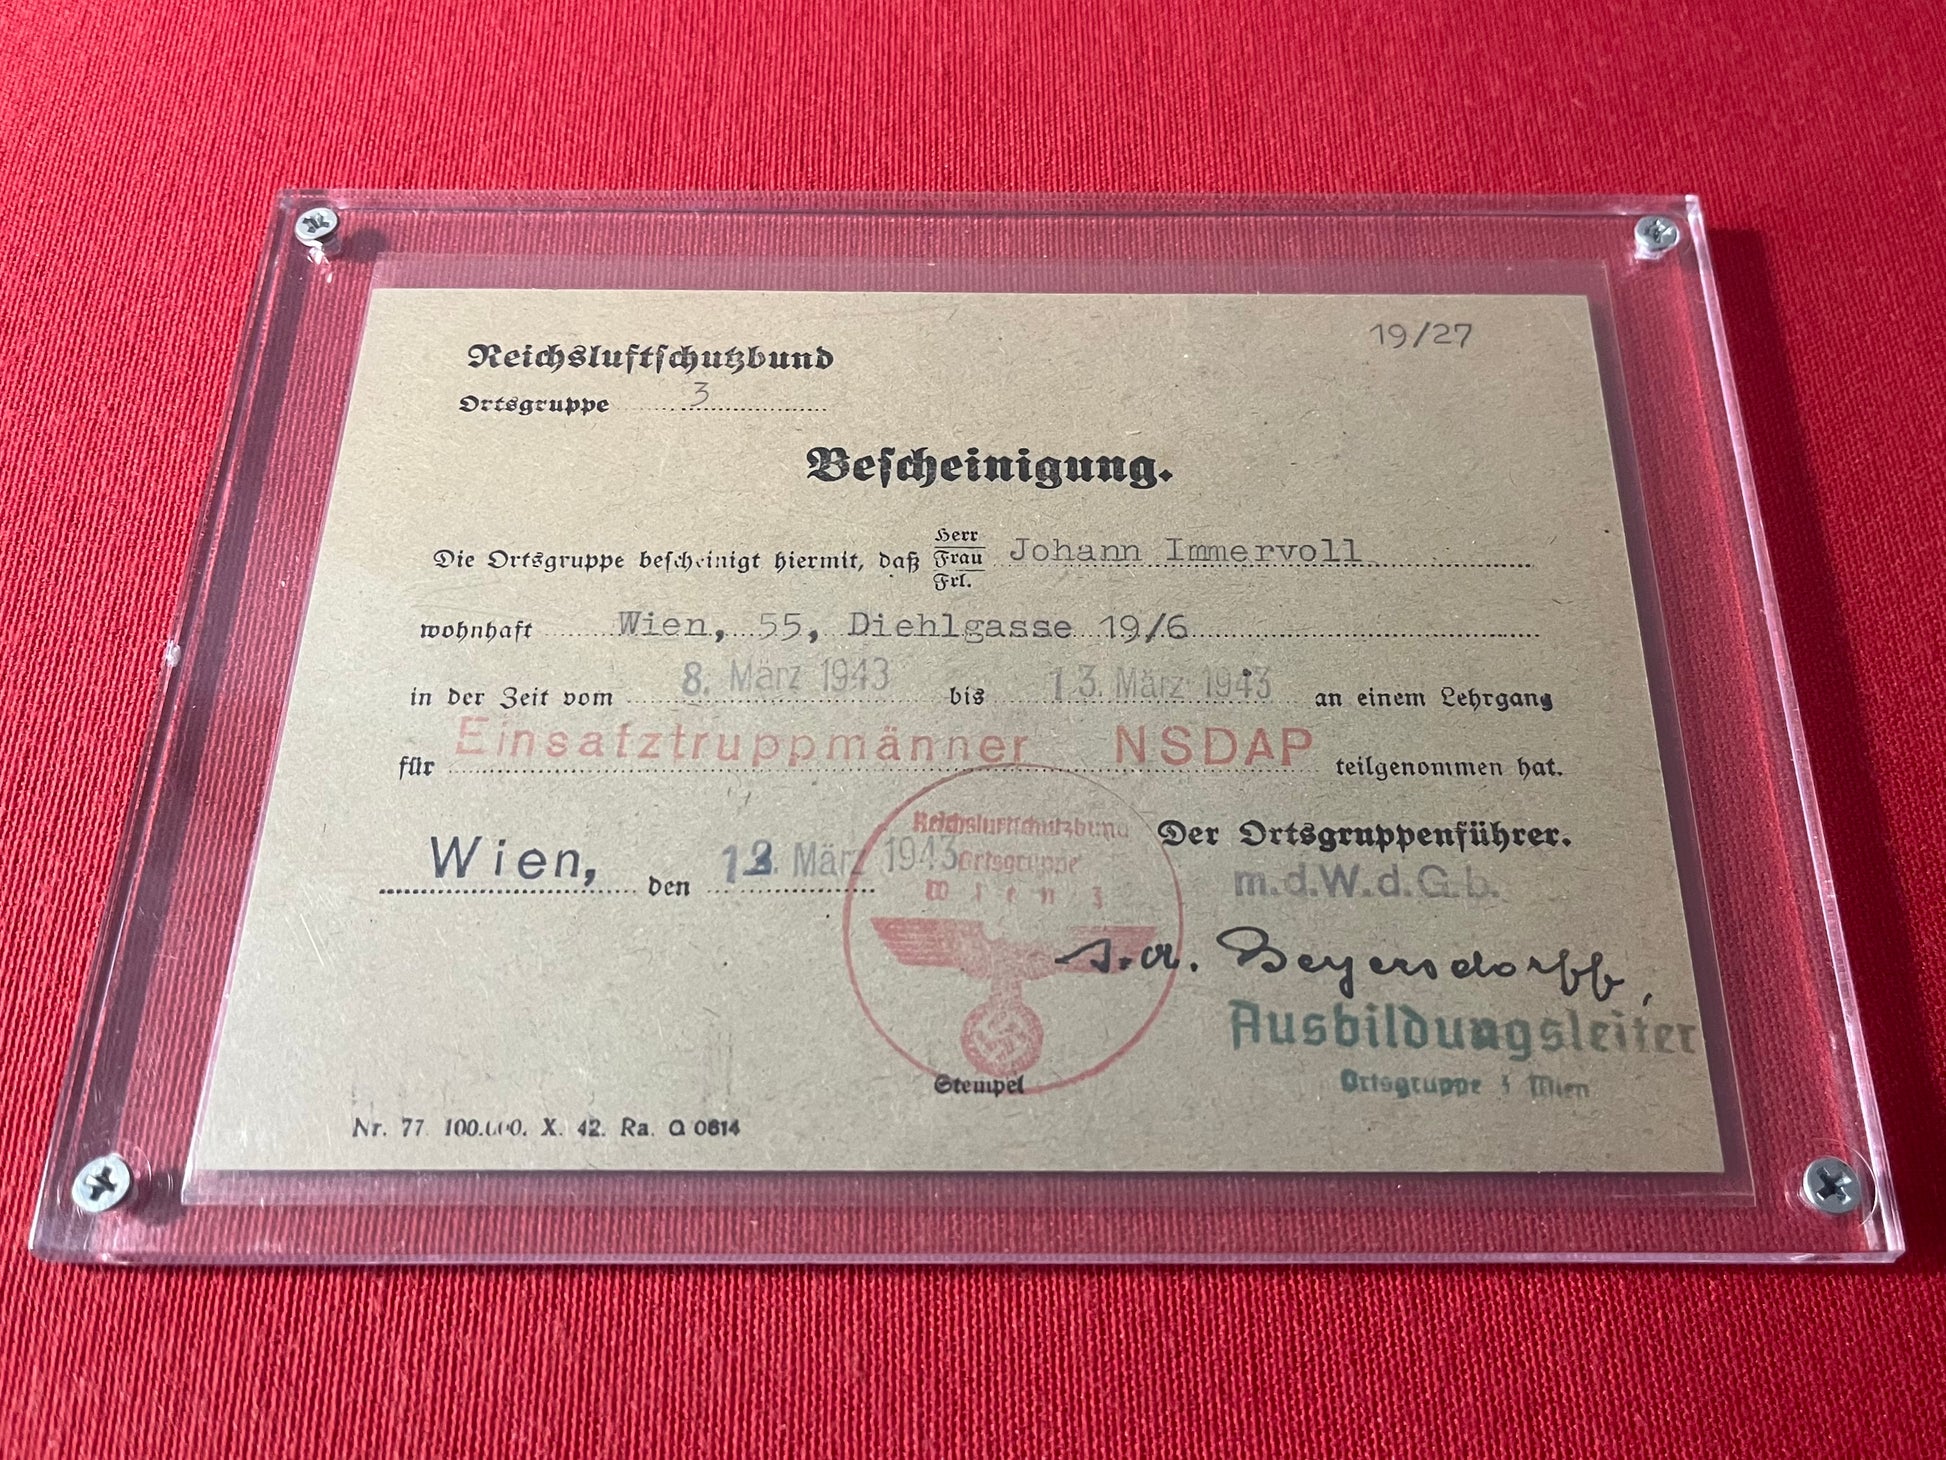 19/27
Reichsluftschutzbund
Ortsgruppe 3
Bescheinigung.
Die Ortsgruppe bescheinigt hiermit, daß Herr Frau Frl. Johann Immervoll
wohnhaft Wien, 55, Diehlgasse 19/6
in der Zeit vom 8. März 1943 bis 13. März 1943 an einem Lehrgang
für Einsatztruppmänner NSDAP teilgenommen hat.
Wien, den 13. März 1943
Reichsluftschutzbund
Ortsgruppe
Wien 3
Der Ortsgruppenführer.
m.d.W.d.G.b.
Beyersdorff,
Ausbildungsleiter
Ortsgruppe Wien
Stempel
Nr. 77 100.000. X. 42. Ra. Q 0614